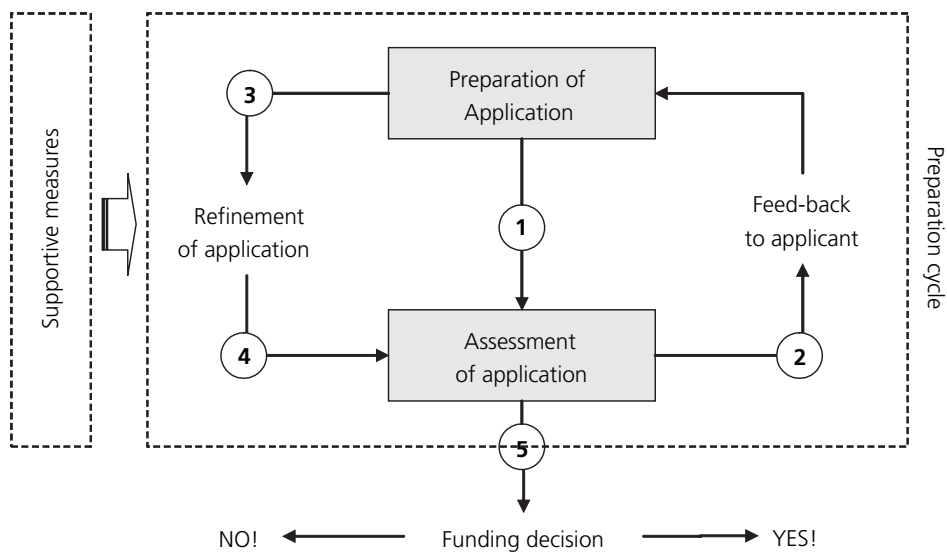 Supportive measures
Preparation of
Application
3
Refinement
of application
1
Feed-back
to applicant
Preparation cycle
4
Assessment
of application
2
5
NO!
Funding decision
YES!